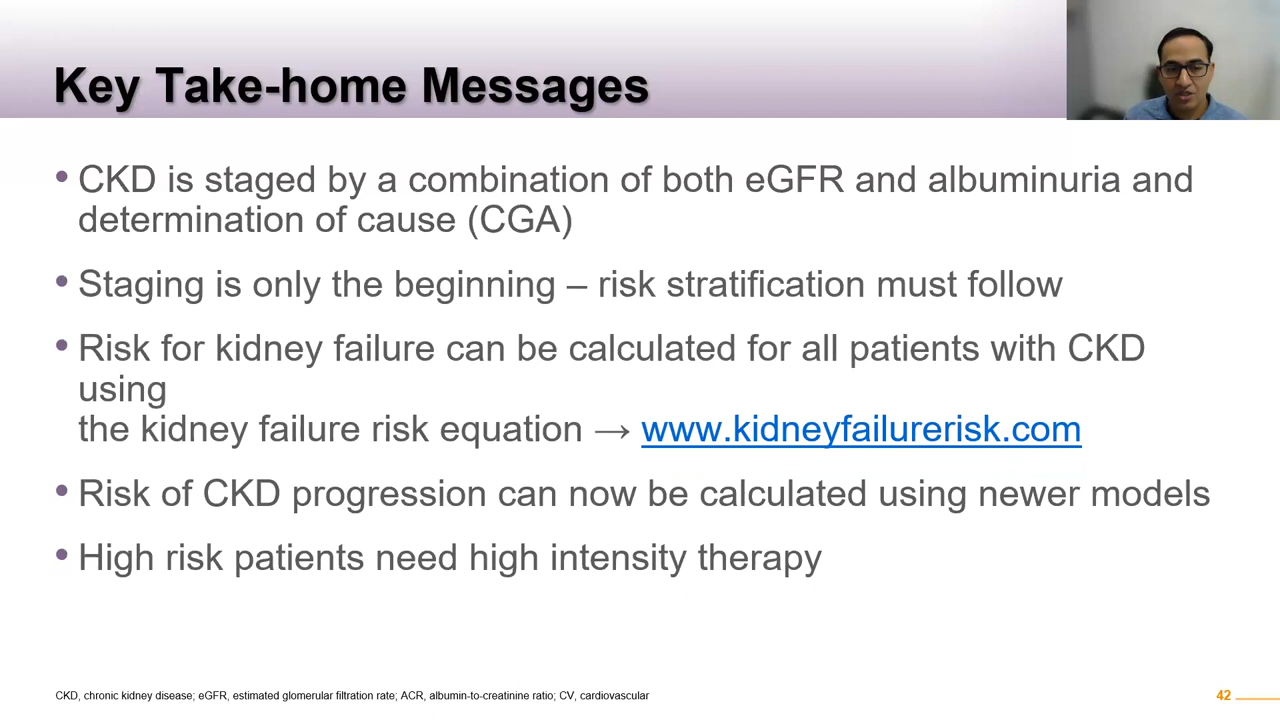 Key Take-home Messages
• CKD is staged by a combination of both eGFR and albuminuria and
determination of cause (CGA)
• Staging is only the beginning – risk stratification must follow
• Risk for kidney failure can be calculated for all patients with CKD
using
the kidney failure risk equation → www.kidneyfailurerisk.com
• Risk of CKD progression can now be calculated using newer models
• High risk patients need high intensity therapy
CKD, chronic kidney disease; eGFR, estimated glomerular filtration rate; ACR, albumin-to-creatinine ratio; CV, cardiovascular
42